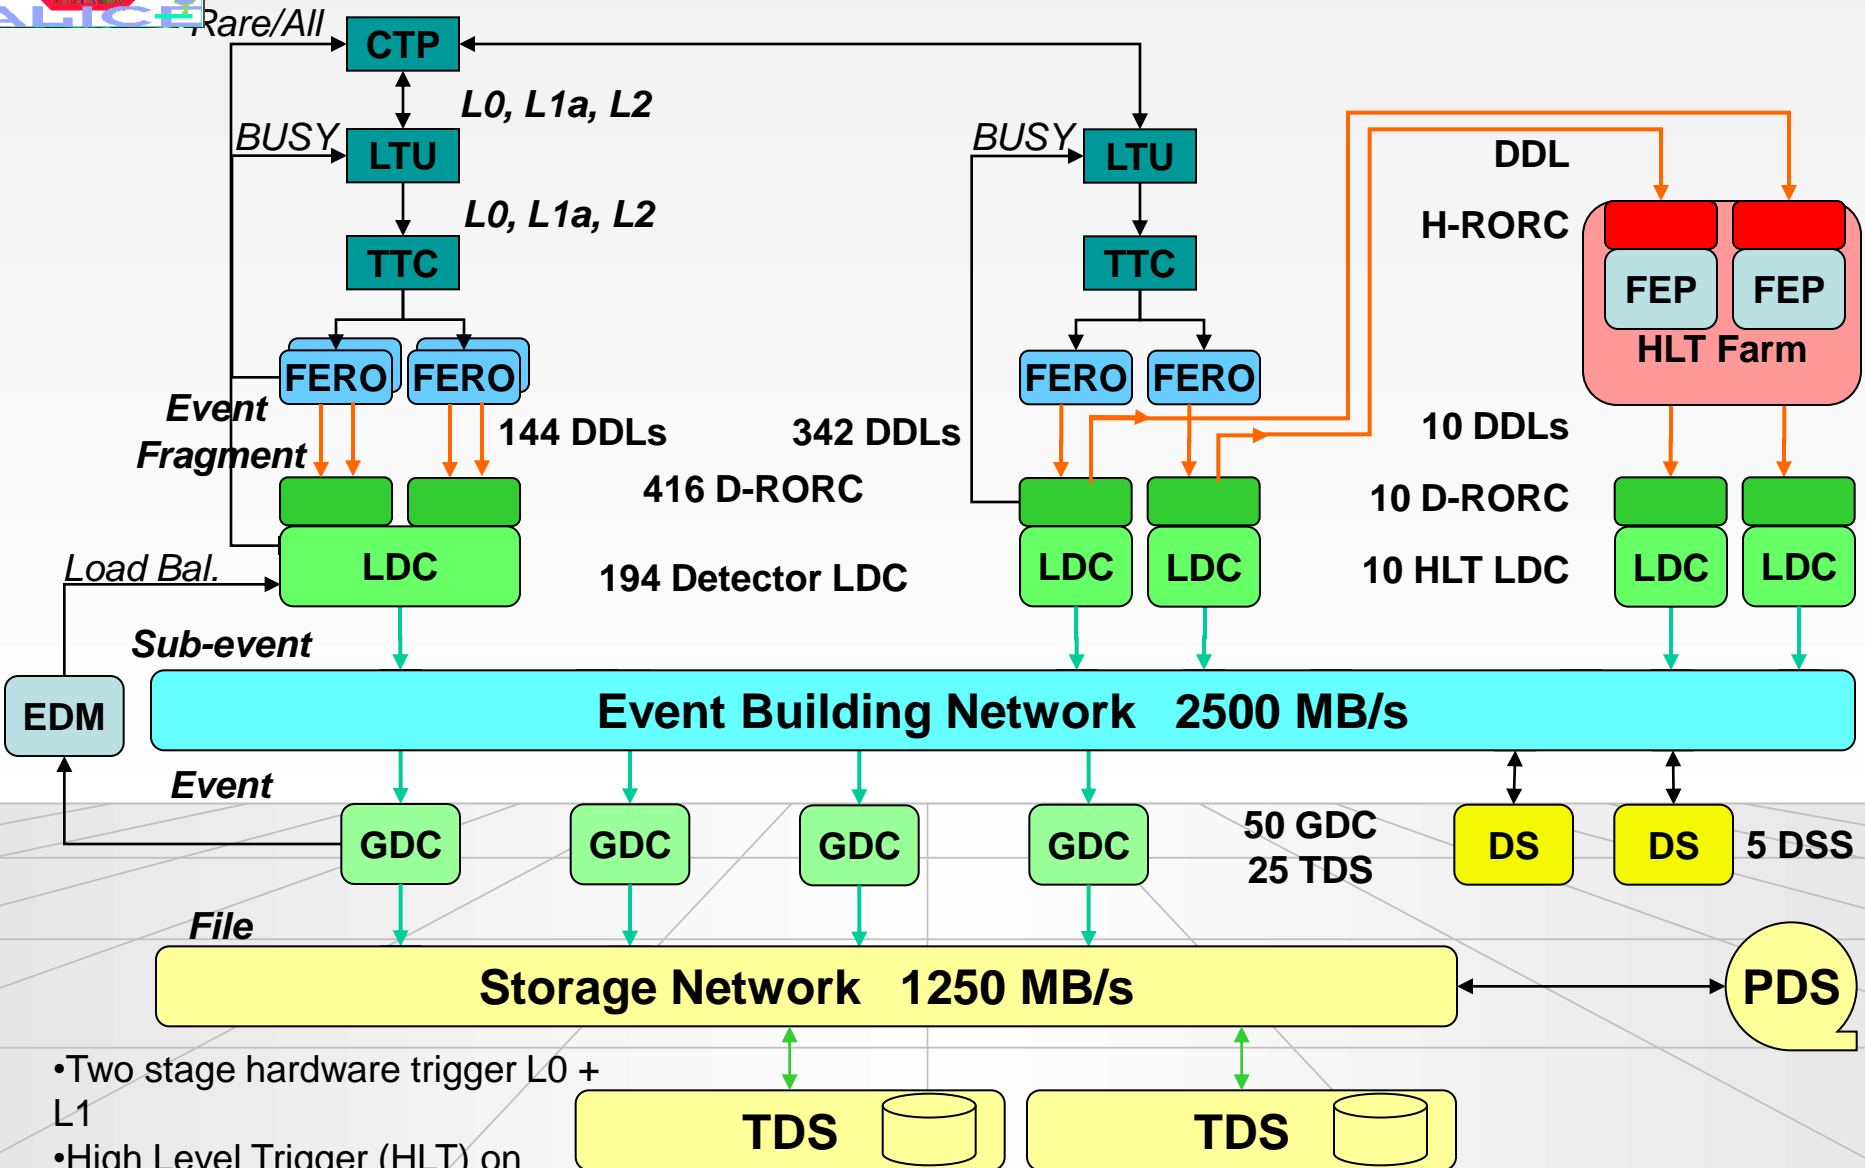 ALICE
Rare/All
CTP
L0, L1a, L2
BUSY
LTU
BUSY
LTU
DDL
L0, L1a, L2
H-RORC
TTC
TTC
FEP
FEP
HLT Farm
FERO
FERO
FERO
FERO
Event
Fragment
144 DDLs
342 DDLs
10 DDLs
416 D-RORC
10 D-RORC
Load Bal.
LDC
194 Detector LDC
LDC
LDC
10 HLT LDC
LDC
LDC
Sub-event
EDM
Event Building Network 2500 MB/s
Event
GDC
GDC
GDC
GDC
50 GDC
25 TDS
DS
DS
5 DSS
File
Storage Network 1250 MB/s
PDS
•Two stage hardware trigger L0 +
L1
•High Level Trigger (HLT) on
TDS
TDS